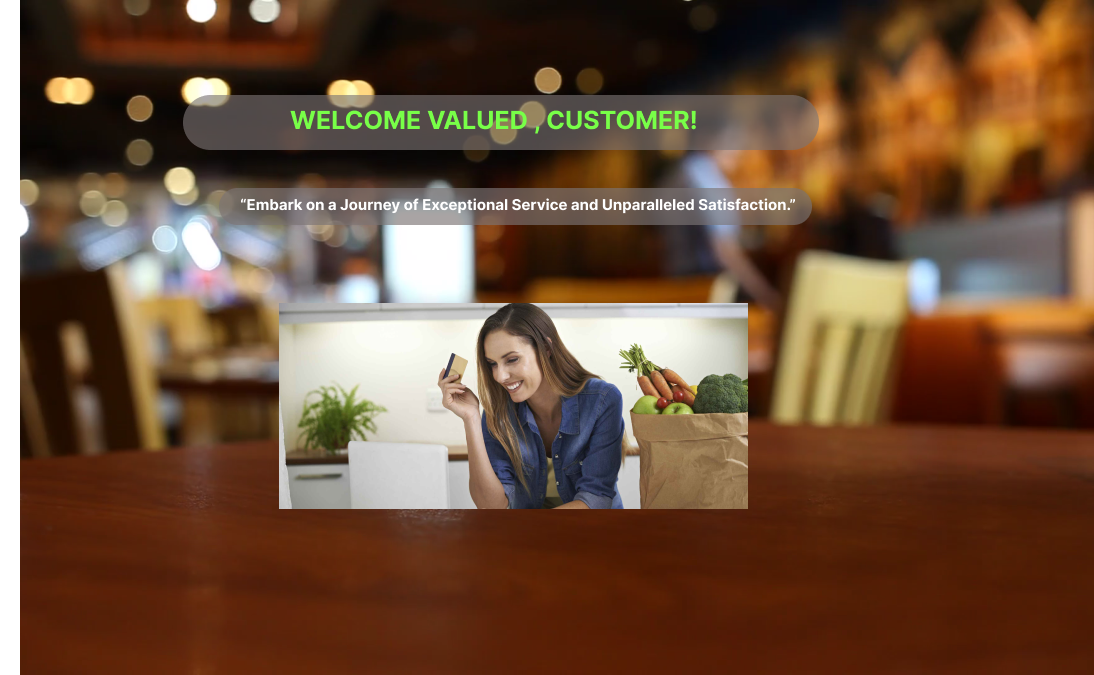 WELCOME VALUED , CUSTOMER!
“Embark on a Journey of Exceptional Service and Unparalleled Satisfaction.”